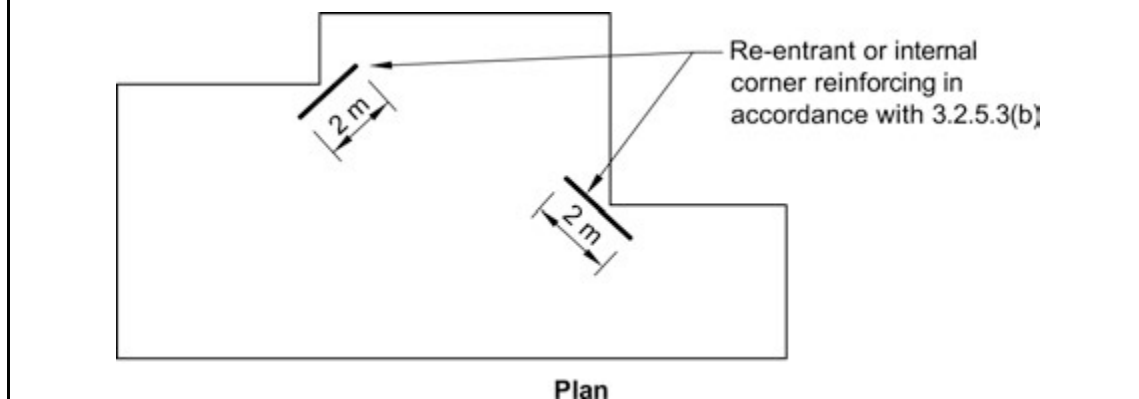 Re-entrant or internal
corner reinforcing in
accordance with 3.2.5.3(b)
2 m
2 m
Plan